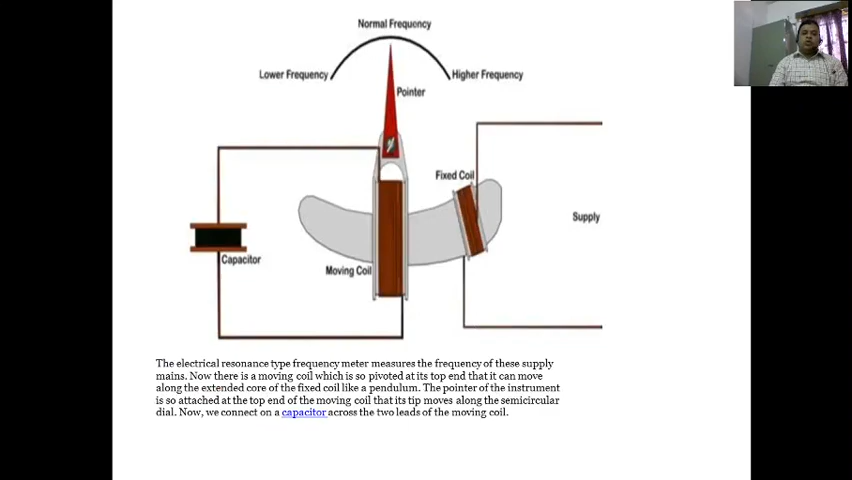 Normal Frequency
Lower Frequency
Higher Frequency
Pointer
Fixed Coil
Supply
Capacitor
Moving Coil
The electrical resonance type frequency meter measures the frequency of these supply
mains. Now there is a moving coil which is so pivoted at its top end that it can move
along the extended core of the fixed coil like a pendulum. The pointer of the instrument
is so attached at the top end of the moving coil that its tip moves along the semicircular
dial. Now, we connect on a capacitor across the two leads of the moving coil.